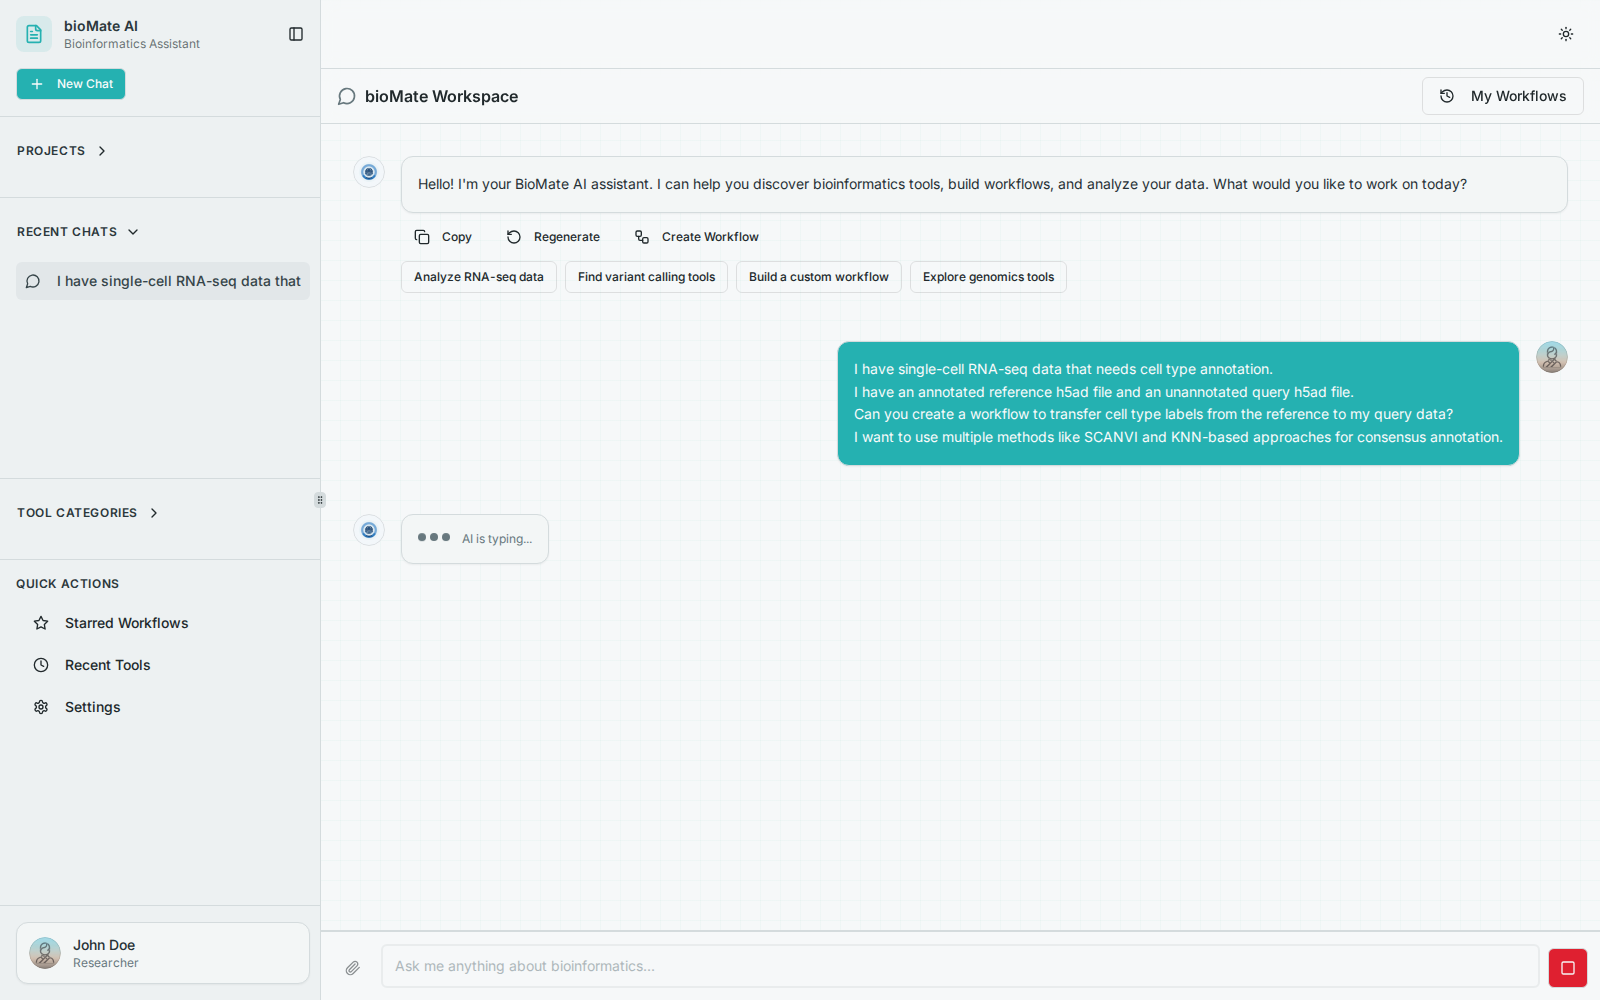 bioMate AI
Bioinformatics Assistant
New Chat
PROJECTS
RECENT CHATS
I have single-cell RNA-seq data that
TOOL CATEGORIES
QUICK ACTIONS
Starred Workflows
Recent Tools
Settings
John Doe
Researcher
bioMate Workspace
My Workflows
Hello! I'm your BioMate AI assistant. I can help you discover bioinformatics tools, build workflows, and analyze your data. What would you like to work on today?
Copy Regenerate Create Workflow
Analyze RNA-seq data Find variant calling tools Build a custom workflow Explore genomics tools
I have single-cell RNA-seq data that needs cell type annotation.
I have an annotated reference h5ad file and an unannotated query h5ad file.
Can you create a workflow to transfer cell type labels from the reference to my query data?
I want to use multiple methods like SCANVI and KNN-based approaches for consensus annotation.
AI is typing...
Ask me anything about bioinformatics...